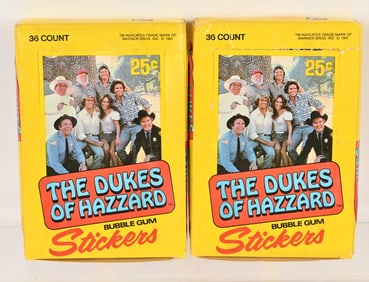 36 COUNT
TM INDICATES TRADE MARK OF
WARNER BROS. INC. © 1981
25¢
THE DUKES
OF HAZZARD
BUBBLE GUM
Stickers
36 COUNT
TM INDICATES TRADE MARK OF
WARNER BROS. INC. © 1981
25¢
THE DUKES
OF HAZZARD
BUBBLE GUM
Stickers